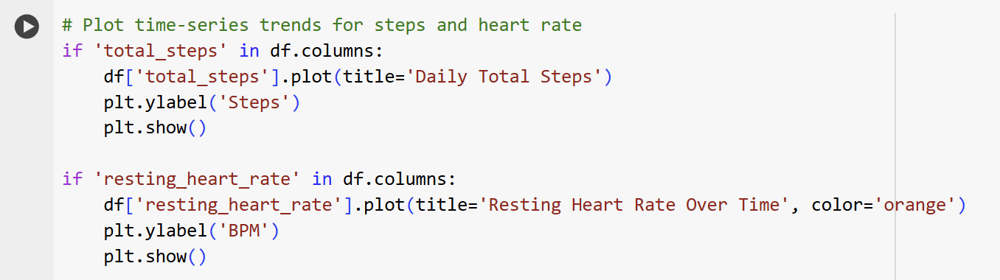 # Plot time-series trends for steps and heart rate
if 'total_steps' in df.columns:
    df['total_steps'].plot(title='Daily Total Steps')
    plt.ylabel('Steps')
    plt.show()

if 'resting_heart_rate' in df.columns:
    df['resting_heart_rate'].plot(title='Resting Heart Rate Over Time', color='orange')
    plt.ylabel('BPM')
    plt.show()